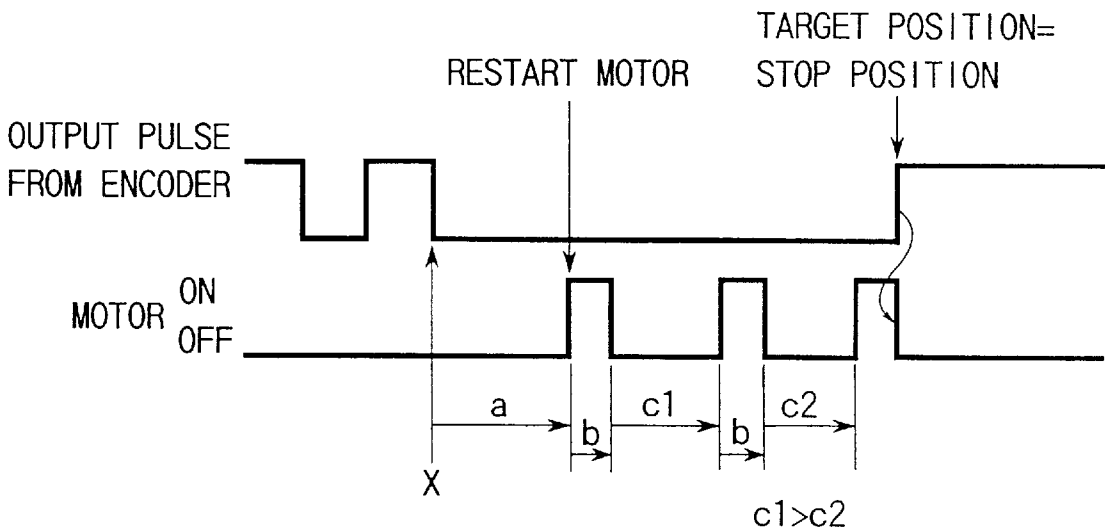 TARGET POSITION=
STOP POSITION
RESTART MOTOR
OUTPUT PULSE
FROM ENCODER
MOTOR ON
OFF
a
b
c1
b
c2
X
c1>c2